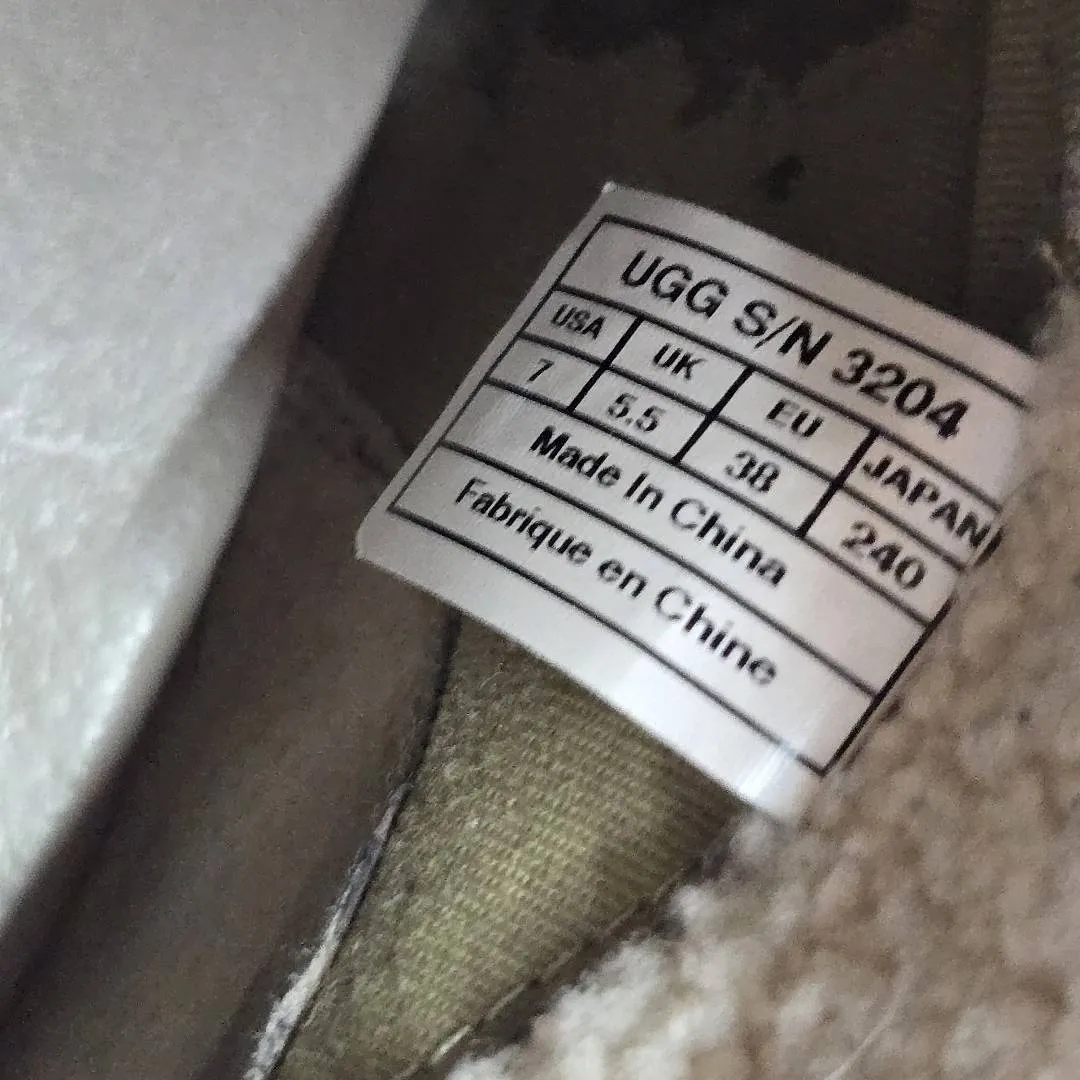 UGG S/N 3204
USA UK EU JAPAN
7 5.5 38 240
Made In China
Fabrique en Chine